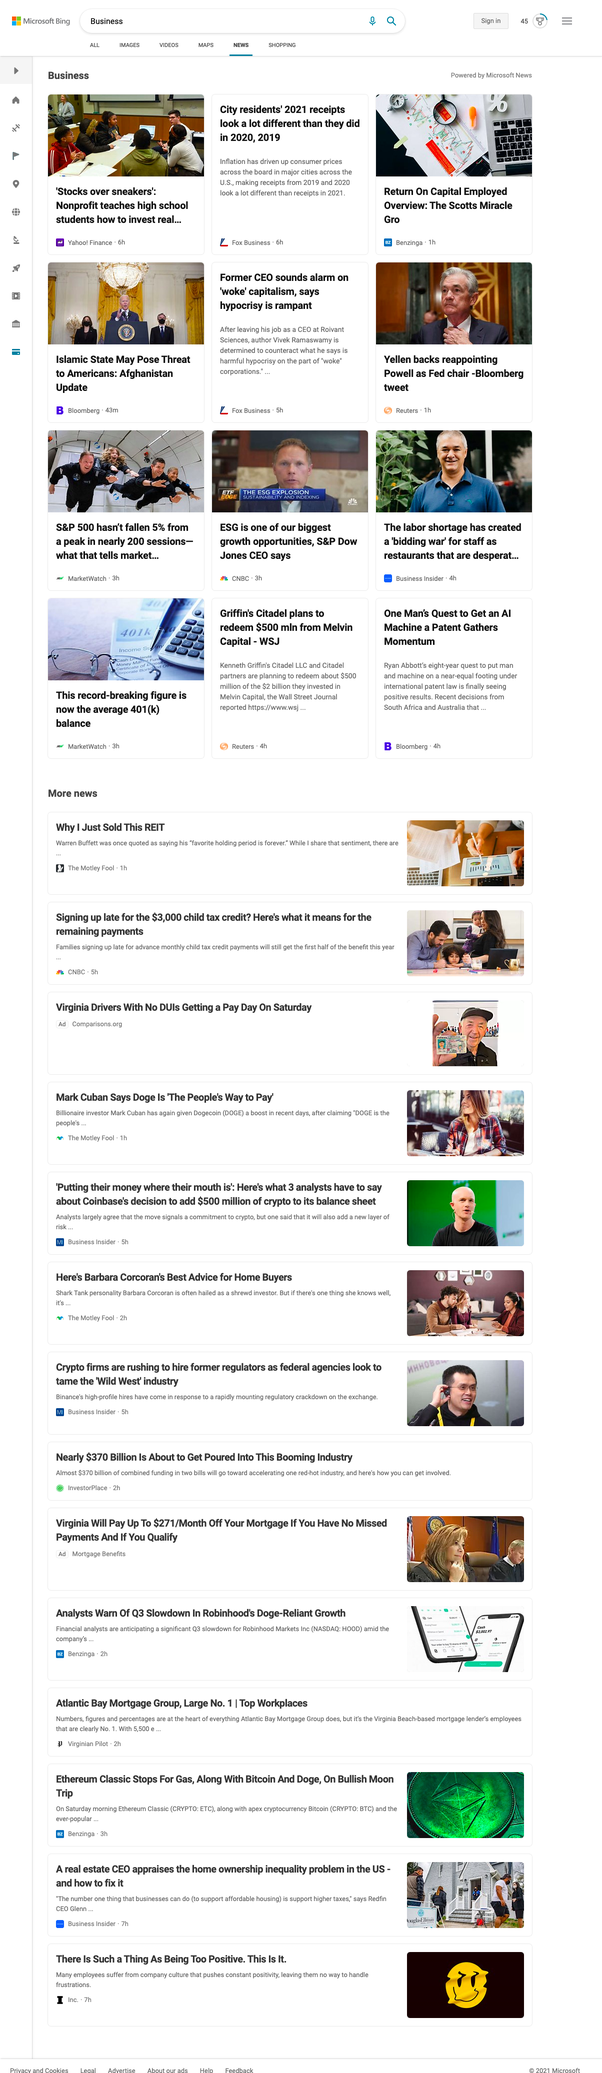 Microsoft Bing
Business
Sign in
45
ALL
IMAGES
VIDEOS
MAPS
NEWS
SHOPPING
Business
Powered by Microsoft News
'Stocks over sneakers':
Nonprofit teaches high school
students how to invest real...
Yahoo! Finance · 6h
City residents' 2021 receipts
look a lot different than they did
in 2020, 2019
Inflation has driven up consumer prices
across the board in major cities across the
U.S., making receipts from 2019 and 2020
look a lot different than receipts in 2021.
Fox Business · 6h
Return On Capital Employed
Overview: The Scotts Miracle
Gro
Benzinga · 1h
Islamic State May Pose Threat
to Americans: Afghanistan
Update
Bloomberg · 43m
Former CEO sounds alarm on
'woke' capitalism, says
hypocrisy is rampant
After leaving his job as a CEO at Roivant
Sciences, author Vivek Ramaswamy is
determined to counteract what he says is
harmful hypocrisy on the part of "woke"
corporations." ...
Fox Business · 5h
Yellen backs reappointing
Powell as Fed chair -Bloomberg
tweet
Reuters · 1h
S&P 500 hasn't fallen 5% from
a peak in nearly 200 sessions—
what that tells market...
MarketWatch · 3h
ETF
EDGE
THE ESG EXPLOSION
SUSTAINABILITY AND INDEXING
ESG is one of our biggest
growth opportunities, S&P Dow
Jones CEO says
CNBC · 3h
The labor shortage has created
a 'bidding war' for staff as
restaurants that are desperat...
Business Insider · 4h
401k
This record-breaking figure is
now the average 401(k)
balance
MarketWatch · 3h
Griffin's Citadel plans to
redeem $500 mln from Melvin
Capital - WSJ
Kenneth Griffin's Citadel LLC and Citadel
partners are planning to redeem about $500
million of the $2 billion they invested in
Melvin Capital, the Wall Street Journal
reported https://www.wsj ...
Reuters · 4h
One Man's Quest to Get an AI
Machine a Patent Gathers
Momentum
Ryan Abbott's eight-year quest to put man
and machine on a near-equal footing under
international patent law is finally seeing
positive results. Recent decisions from
South Africa and Australia that ...
Bloomberg · 4h
More news
Why I Just Sold This REIT
Warren Buffett was once quoted as saying his "favorite holding period is forever." While I share that sentiment, there are
...
The Motley Fool · 1h
Signing up late for the $3,000 child tax credit? Here's what it means for the
remaining payments
Families signing up late for advance monthly child tax credit payments will still get the first half of the benefit this year
...
CNBC · 5h
Virginia Drivers With No DUIs Getting a Pay Day On Saturday
Ad Comparisons.org
Mark Cuban Says Doge Is 'The People's Way to Pay'
Billionaire investor Mark Cuban has again given Dogecoin (DOGE) a boost in recent days, after claiming "DOGE is the
people's ...
The Motley Fool · 1h
'Putting their money where their mouth is': Here's what 3 analysts have to say
about Coinbase's decision to add $500 million of crypto to its balance sheet
Analysts largely agree that the move signals a commitment to crypto, but one said that it will also add a new layer of
risk ...
Business Insider · 5h
Here's Barbara Corcoran's Best Advice for Home Buyers
Shark Tank personality Barbara Corcoran is often hailed as a shrewd investor. But if there's one thing she knows well,
it's ...
The Motley Fool · 2h
Crypto firms are rushing to hire former regulators as federal agencies look to
tame the 'Wild West' industry
Binance's high-profile hires have come in response to a rapidly mounting regulatory crackdown on the exchange.
Business Insider · 5h
Nearly $370 Billion Is About to Get Poured Into This Booming Industry
Almost $370 billion of combined funding in two bills will go toward accelerating one red-hot industry, and here's how you can get involved.
InvestorPlace · 2h
Virginia Will Pay Up To $271/Month Off Your Mortgage If You Have No Missed
Payments And If You Qualify
Ad Mortgage Benefits
Analysts Warn Of Q3 Slowdown In Robinhood's Doge-Reliant Growth
Financial analysts are anticipating a significant Q3 slowdown for Robinhood Markets Inc (NASDAQ: HOOD) amid the
company's ...
Benzinga · 2h
Atlantic Bay Mortgage Group, Large No. 1 | Top Workplaces
Numbers, figures and percentages are at the heart of everything Atlantic Bay Mortgage Group does, but it's the Virginia Beach-based mortgage lender's employees
that are clearly No. 1. With 5,500 e ...
Virginian Pilot · 2h
Ethereum Classic Stops For Gas, Along With Bitcoin And Doge, On Bullish Moon
Trip
On Saturday morning Ethereum Classic (CRYPTO: ETC), along with apex cryptocurrency Bitcoin (CRYPTO: BTC) and the
ever-popular ...
Benzinga · 3h
A real estate CEO appraises the home ownership inequality problem in the US -
and how to fix it
"The number one thing that businesses can do (to support affordable housing) is support higher taxes," says Redfin
CEO Glenn ...
Business Insider · 7h
There Is Such a Thing As Being Too Positive. This Is It.
Many employees suffer from company culture that pushes constant positivity, leaving them no way to handle
frustrations.
Inc. · 7h
Privacy and Cookies
Legal
Advertise
About our ads
Help
Feedback
© 2021 Microsoft